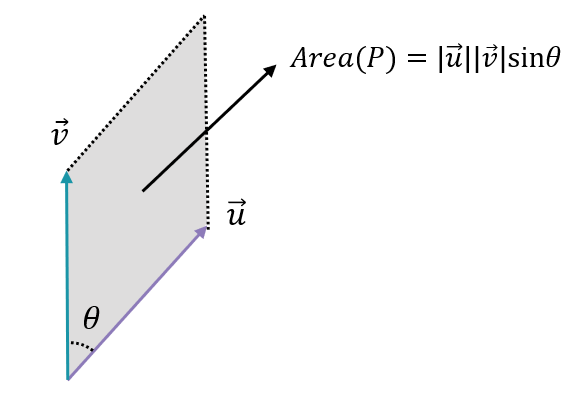 Area(P) = |u⃗||v⃗|sinθ
v⃗
u⃗
θ